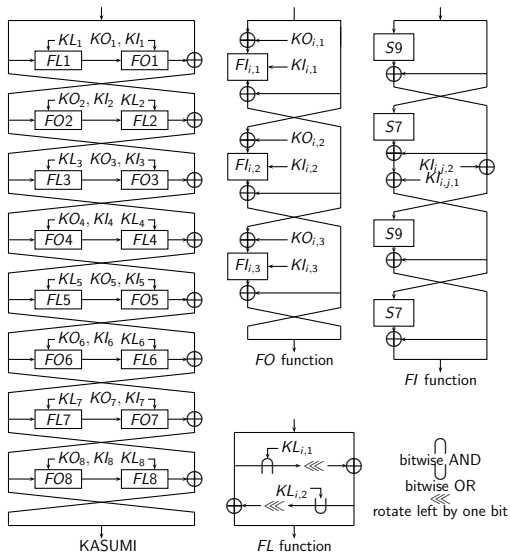 KL1 KO1, KI1
FL1 FO1
KO2, KI2 KL2
FO2 FL2
KL3 KO3, KI3
FL3 FO3
KO4, KI4 KL4
FO4 FL4
KL5 KO5, KI5
FL5 FO5
KO6, KI6 KL6
FO6 FL6
KL7 KO7, KI7
FL7 FO7
KO8, KI8 KL8
FO8 FL8
KASUMI
KOi,1
FIi,1 KIi,1
KOi,2
FIi,2 KIi,2
KOi,3
FIi,3 KIi,3
FO function
S9
S7
KIi,j,2
KIi,j,1
S9
S7
FI function
KLi,1
⋂ ⋘
KLi,2
⋘ ⋃
FL function
⋂
bitwise AND
⋃
bitwise OR
⋘
rotate left by one bit